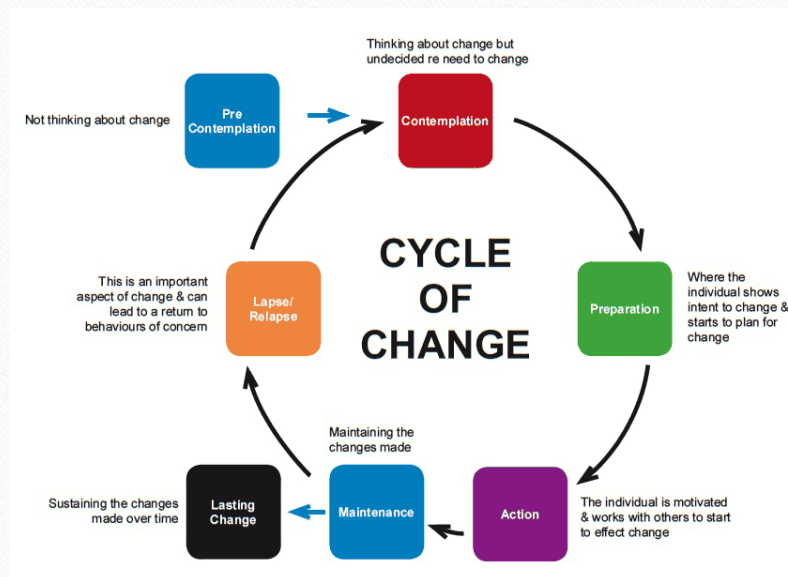 Thinking about change but
undecided re need to change
Not thinking about change
Pre
Contemplation
Contemplation
CYCLE
OF
CHANGE
This is an important
aspect of change & can
lead to a return to
behaviours of concern
Lapse/
Relapse
Preparation
Where the
individual shows
intent to change &
starts to plan for
change
Maintaining the
changes made
Sustaining the changes
made over time
Lasting
Change
Maintenance
Action
The individual is motivated
& works with others to start
to effect change